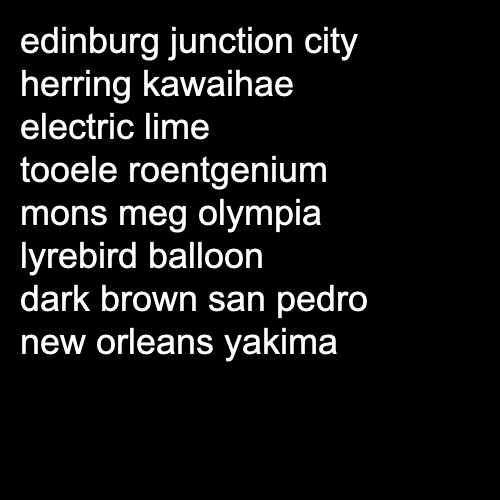 edinburg junction city
herring kawaihae
electric lime
tooele roentgenium
mons meg olympia
lyrebird balloon
dark brown san pedro
new orleans yakima